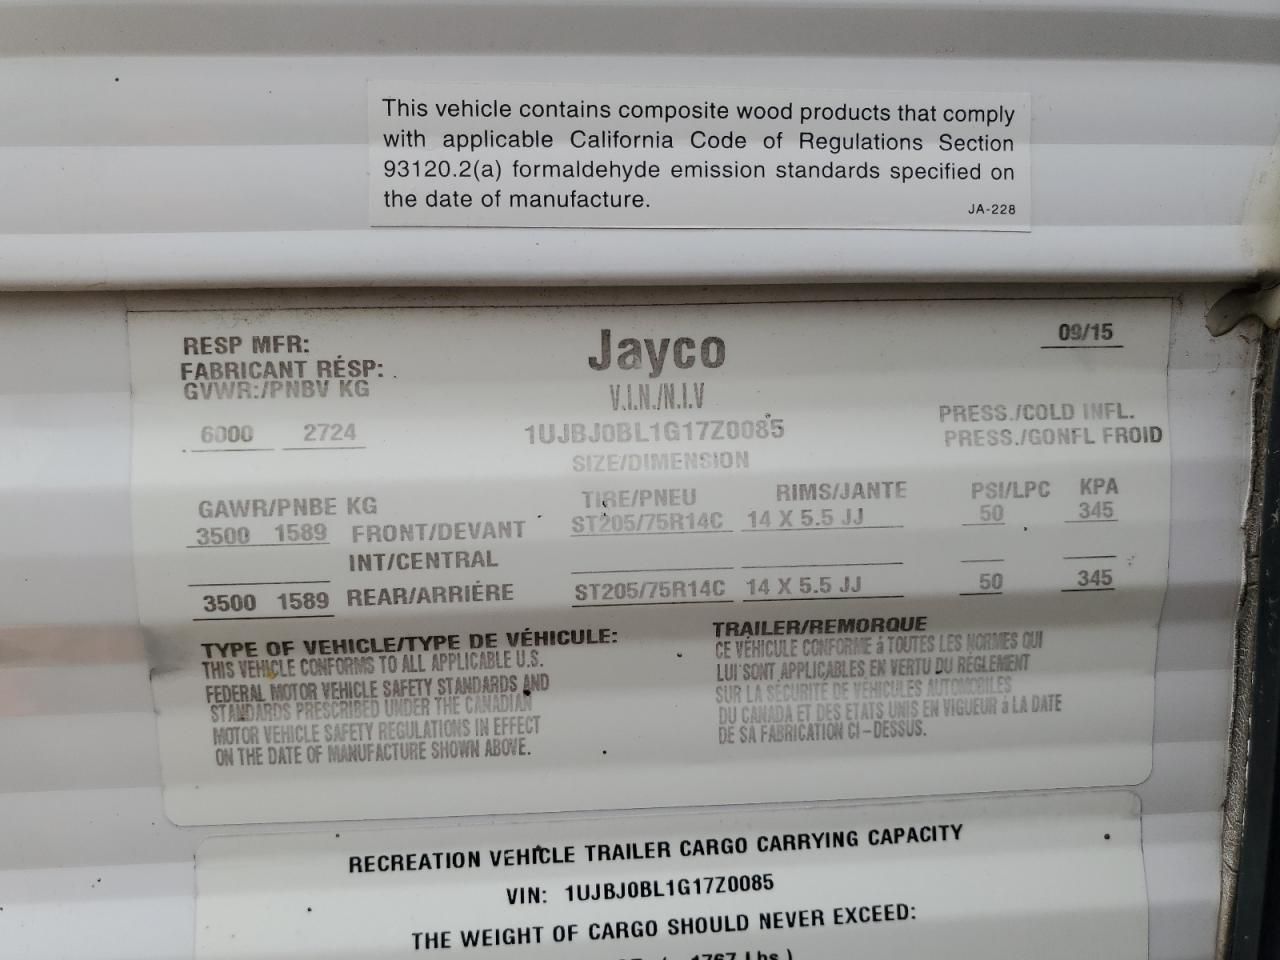 This vehicle contains composite wood products that comply
with applicable California Code of Regulations Section
93120.2(a) formaldehyde emission standards specified on
the date of manufacture.
JA-228
RESP MFR:
FABRICANT RÉSP:
Jayco
09/15
GVWR:/PNBV KG
V.I.N./N.I.V
6000 2724
1UJBJ0BL1G17Z0085
PRESS./COLD INFL.
PRESS./GONFL FROID
SIZE/DIMENSION
GAWR/PNBE KG
TIRE/PNEU RIMS/JANTE PSI/LPC KPA
3500 1589 FRONT/DEVANT ST205/75R14C 14 X 5.5 JJ 50 345
INT/CENTRAL
3500 1589 REAR/ARRIÉRE ST205/75R14C 14 X 5.5 JJ 50 345
TYPE OF VEHICLE/TYPE DE VÉHICULE: TRAILER/REMORQUE
THIS VEHICLE CONFORMS TO ALL APPLICABLE U.S.
FEDERAL MOTOR VEHICLE SAFETY STANDARDS AND
STANDARDS PRESCRIBED UNDER THE CANADIAN
MOTOR VEHICLE SAFETY REGULATIONS IN EFFECT
ON THE DATE OF MANUFACTURE SHOWN ABOVE.
CE VÉHICULE CONFORME á TOUTES LES NORMES QUI
LUI SONT APPLICABLES EN VERTU DU RÉGLEMENT
SUR LA SÉCURITÉ DE VÉHICULES AUTOMOBILES
DU CANADA ET DES ETATS UNIS EN VIGUEUR á LA DATE
DE SA FABRICATION CI-DESSUS.
RECREATION VEHICLE TRAILER CARGO CARRYING CAPACITY
VIN: 1UJBJ0BL1G17Z0085
THE WEIGHT OF CARGO SHOULD NEVER EXCEED:
1767 Lbs.)